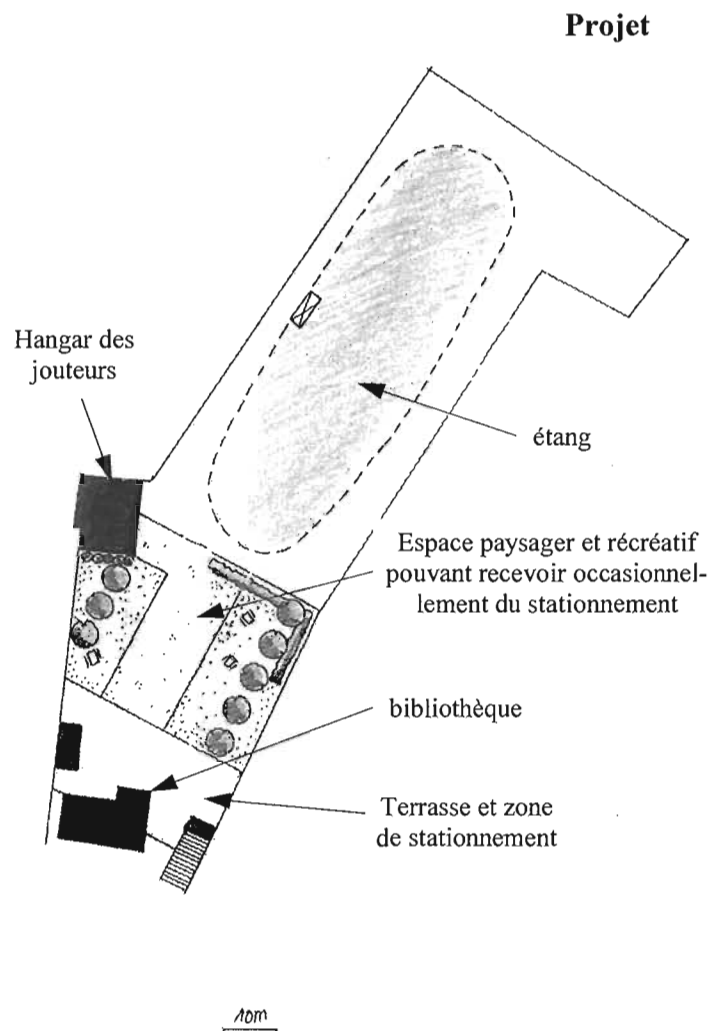 Projet
Hangar des
jouteurs
étang
Espace paysager et récréatif
pouvant recevoir occasionnel-
lement du stationnement
bibliothèque
Terrasse et zone
de stationnement
10m